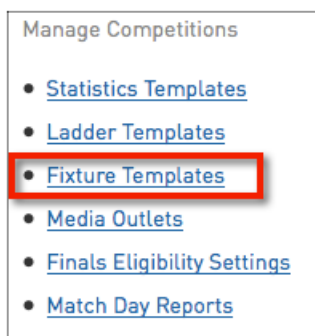 Manage Competitions
Statistics Templates
Ladder Templates
Fixture Templates
Media Outlets
Finals Eligibility Settings
Match Day Reports